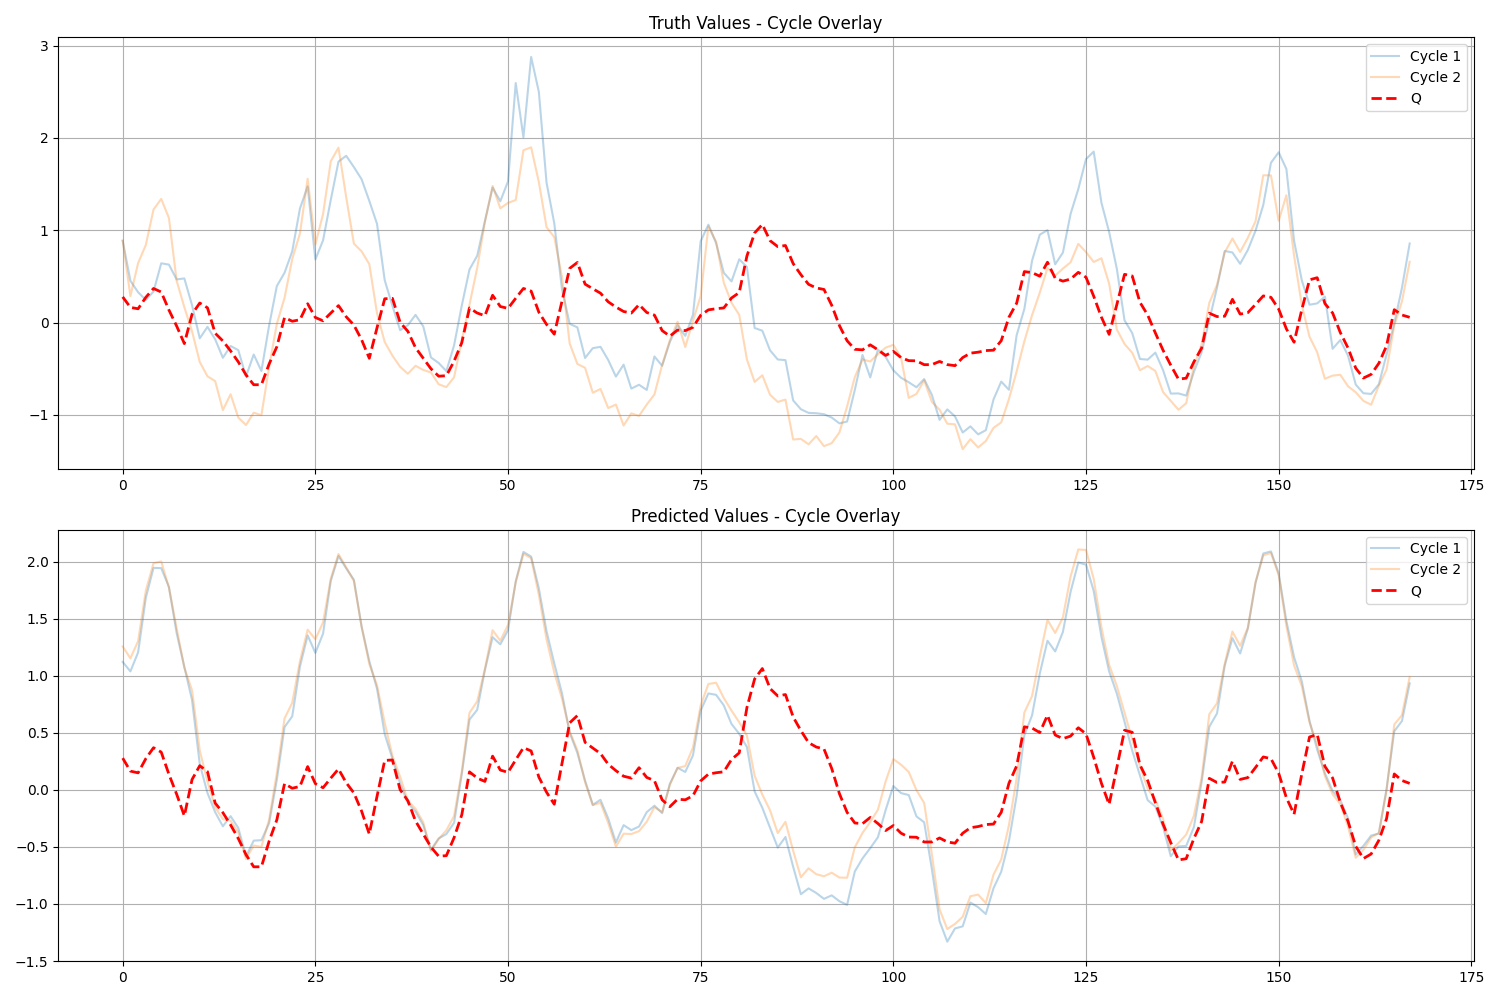 Truth Values - Cycle Overlay
3
2
1
0
−1
Cycle 1
Cycle 2
Q
0 25 50 75 100 125 150 175
Predicted Values - Cycle Overlay
2.0
1.5
1.0
0.5
0.0
−0.5
−1.0
−1.5
Cycle 1
Cycle 2
Q
0 25 50 75 100 125 150 175